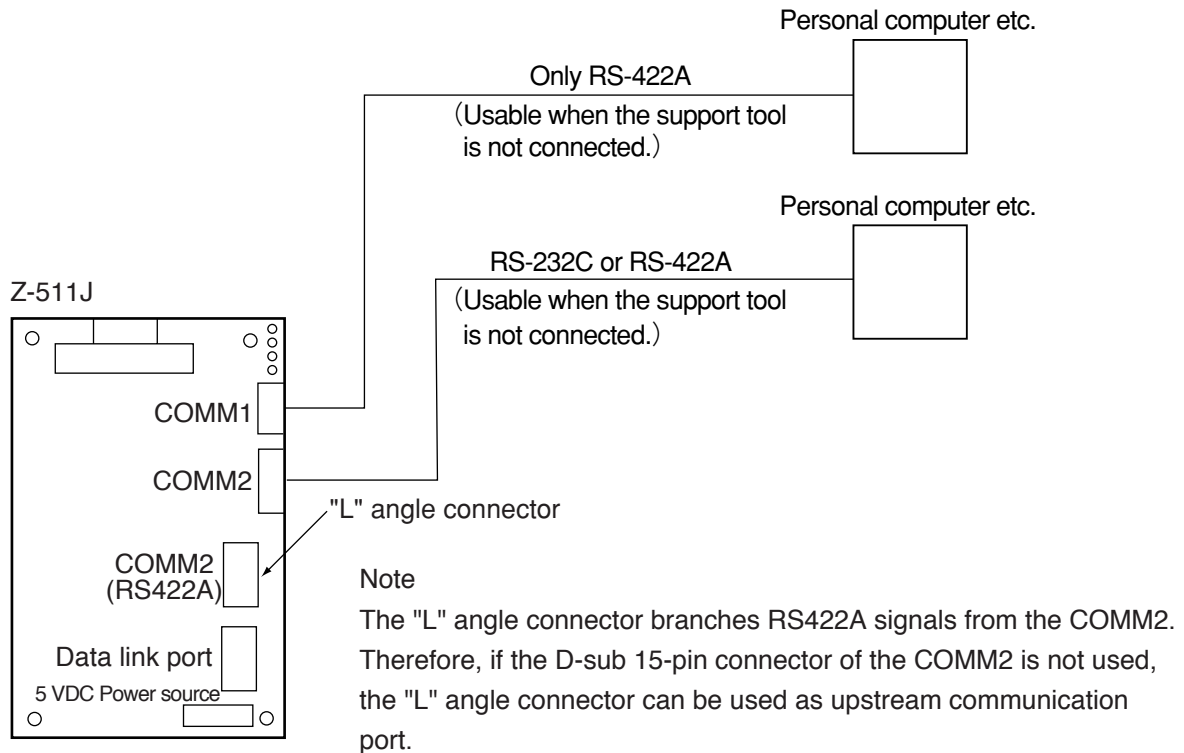 Personal computer etc.
Only RS-422A
（Usable when the support tool
is not connected.）
Personal computer etc.
RS-232C or RS-422A
（Usable when the support tool
is not connected.）
Z-511J
COMM1
COMM2
"L" angle connector
COMM2
(RS422A)
Data link port
5 VDC Power source
Note
The "L" angle connector branches RS422A signals from the COMM2.
Therefore, if the D-sub 15-pin connector of the COMM2 is not used,
the "L" angle connector can be used as upstream communication
port.